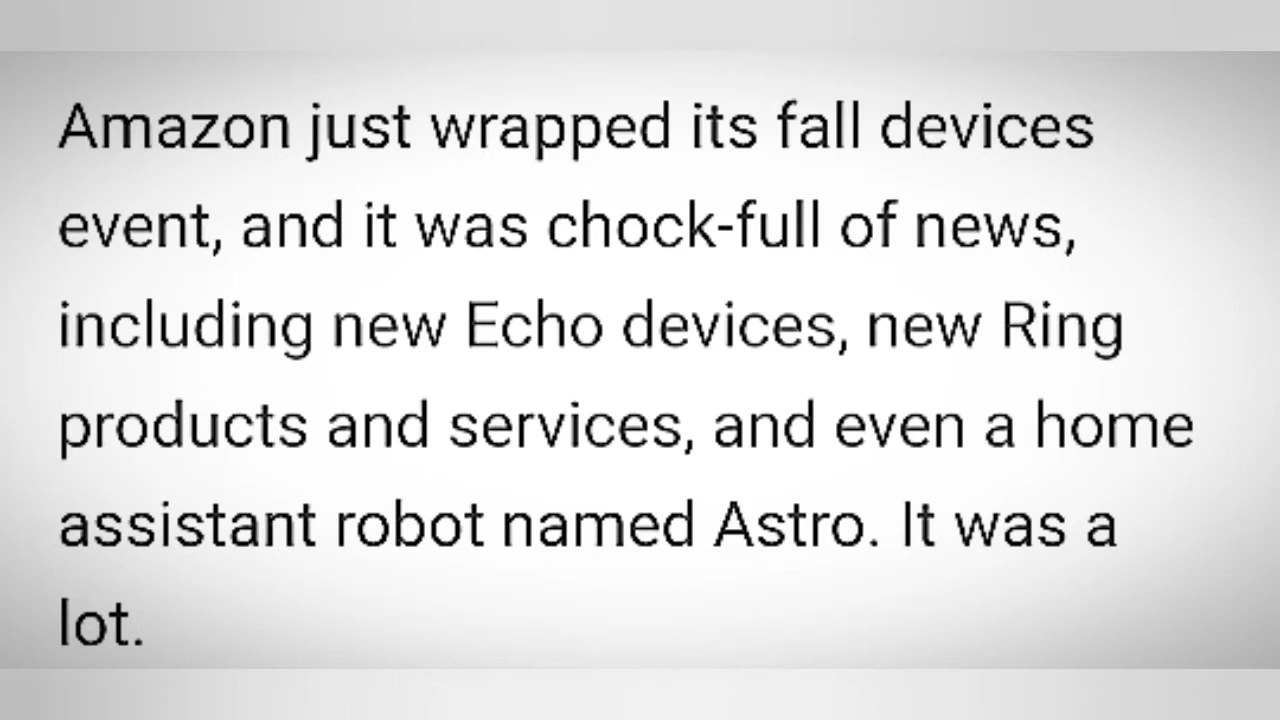 Amazon just wrapped its fall devices
event, and it was chock-full of news,
including new Echo devices, new Ring
products and services, and even a home
assistant robot named Astro. It was a
lot.